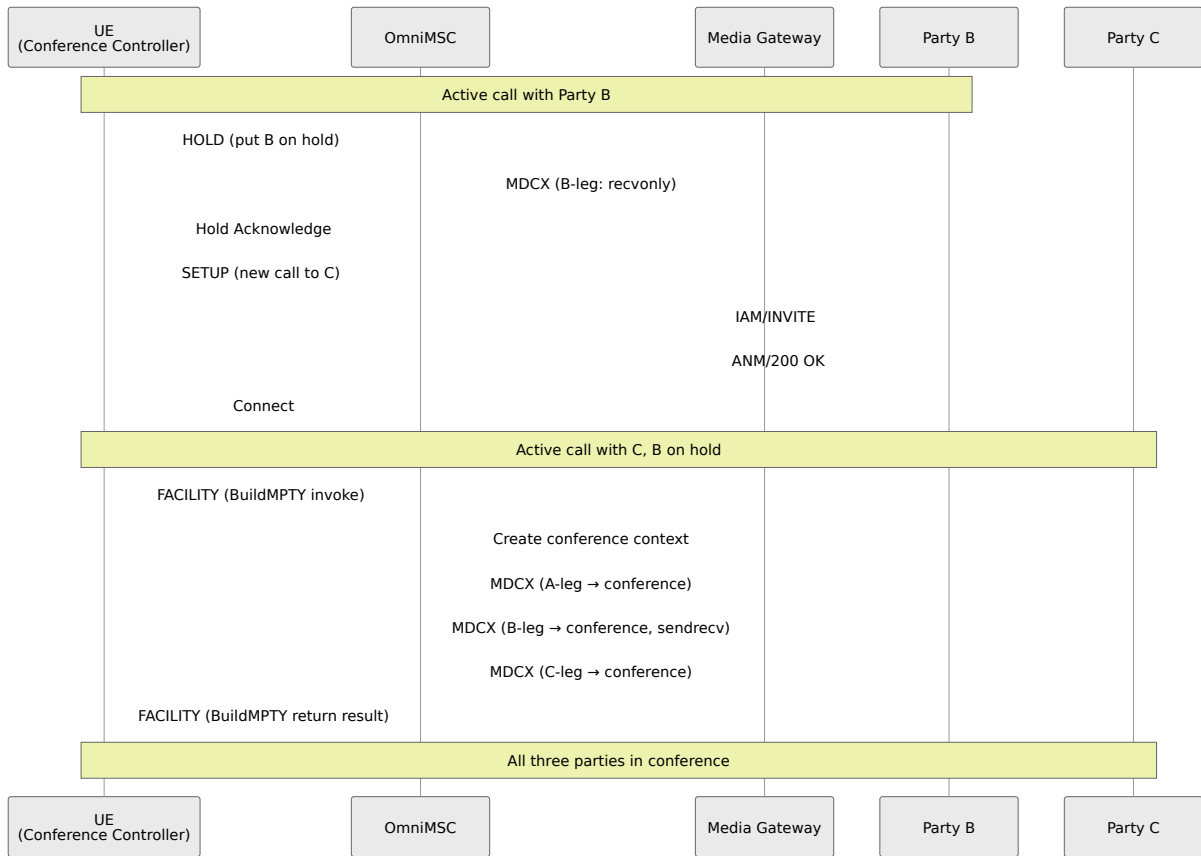 UE
(Conference Controller)
OmniMSC
Media Gateway
Party B
Party C
Active call with Party B
HOLD (put B on hold)
MDCX (B-leg: recvonly)
Hold Acknowledge
SETUP (new call to C)
IAM/INVITE
ANM/200 OK
Connect
Active call with C, B on hold
FACILITY (BuildMPTY invoke)
Create conference context
MDCX (A-leg → conference)
MDCX (B-leg → conference, sendrecv)
MDCX (C-leg → conference)
FACILITY (BuildMPTY return result)
All three parties in conference
UE
(Conference Controller)
OmniMSC
Media Gateway
Party B
Party C